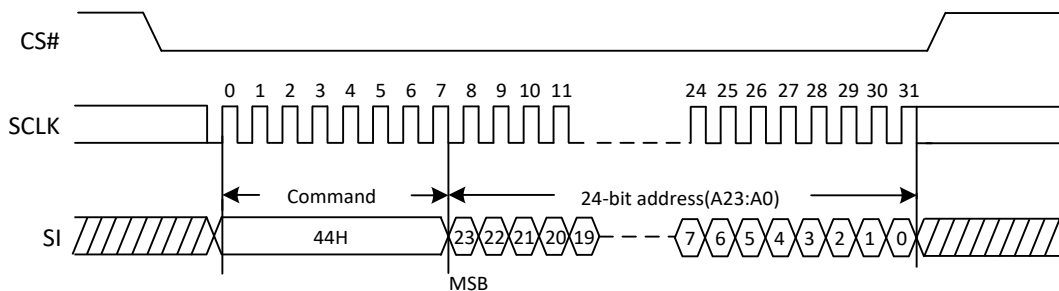 CS#
0 1 2 3 4 5 6 7 8 9 10 11 24 25 26 27 28 29 30 31
SCLK
Command 24-bit address(A23:A0)
SI 44H 23 22 21 20 19 7 6 5 4 3 2 1 0
MSB